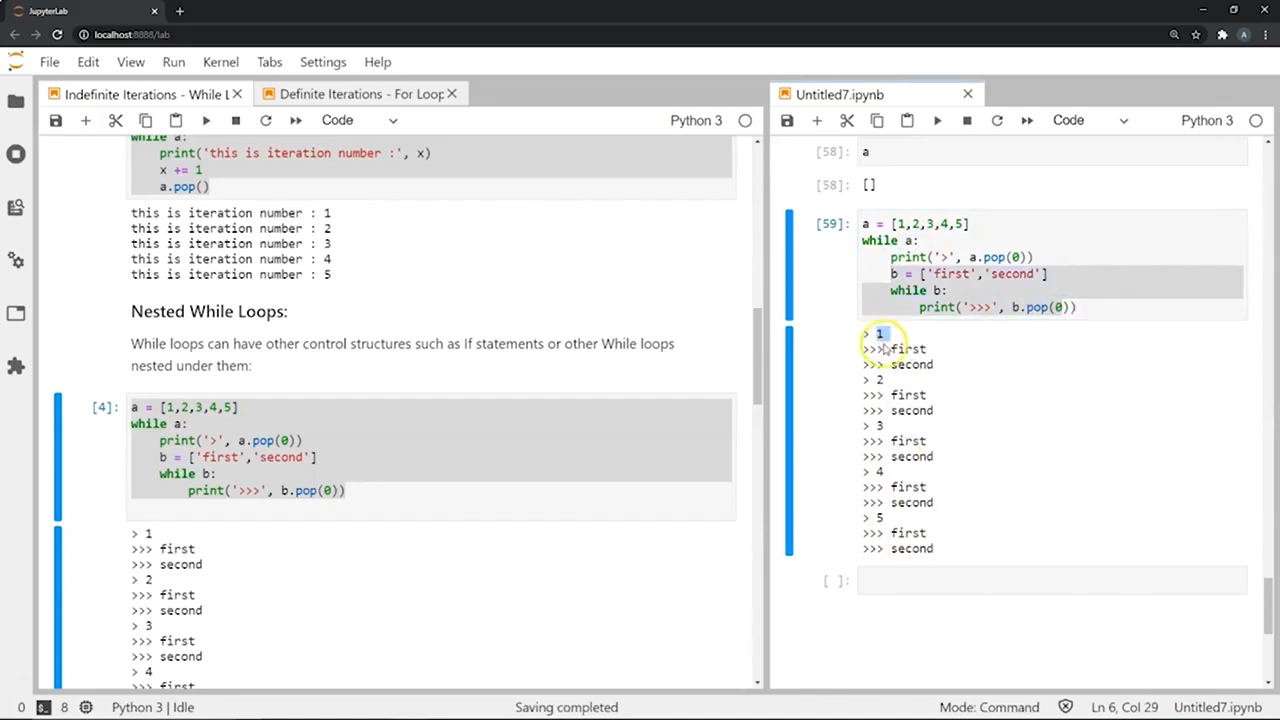 JupyterLab
localhost:8888/lab
File Edit View Run Kernel Tabs Settings Help
Indefinite Iterations - While L
Definite Iterations - For Loop
Code
Python 3
while a:
print('this is iteration number :', x)
x += 1
a.pop()
this is iteration number : 1
this is iteration number : 2
this is iteration number : 3
this is iteration number : 4
this is iteration number : 5
Nested While Loops:
While loops can have other control structures such as If statements or other While loops
nested under them:
[4]: a = [1,2,3,4,5]
while a:
print('>', a.pop(0))
b = ['first','second']
while b:
print('>>>', b.pop(0))
> 1
>>> first
>>> second
> 2
>>> first
>>> second
> 3
>>> first
>>> second
> 4
>>> first
Untitled7.ipynb
Code
Python 3
[58]: a
[58]: []
[59]: a = [1,2,3,4,5]
while a:
print('>', a.pop(0))
b = ['first','second']
while b:
print('>>>', b.pop(0))
> 1
>>> first
>>> second
> 2
>>> first
>>> second
> 3
>>> first
>>> second
> 4
>>> first
>>> second
> 5
>>> first
>>> second
[ ]:
0 8 Python 3 | Idle Saving completed Mode: Command Ln 6, Col 29 Untitled7.ipynb